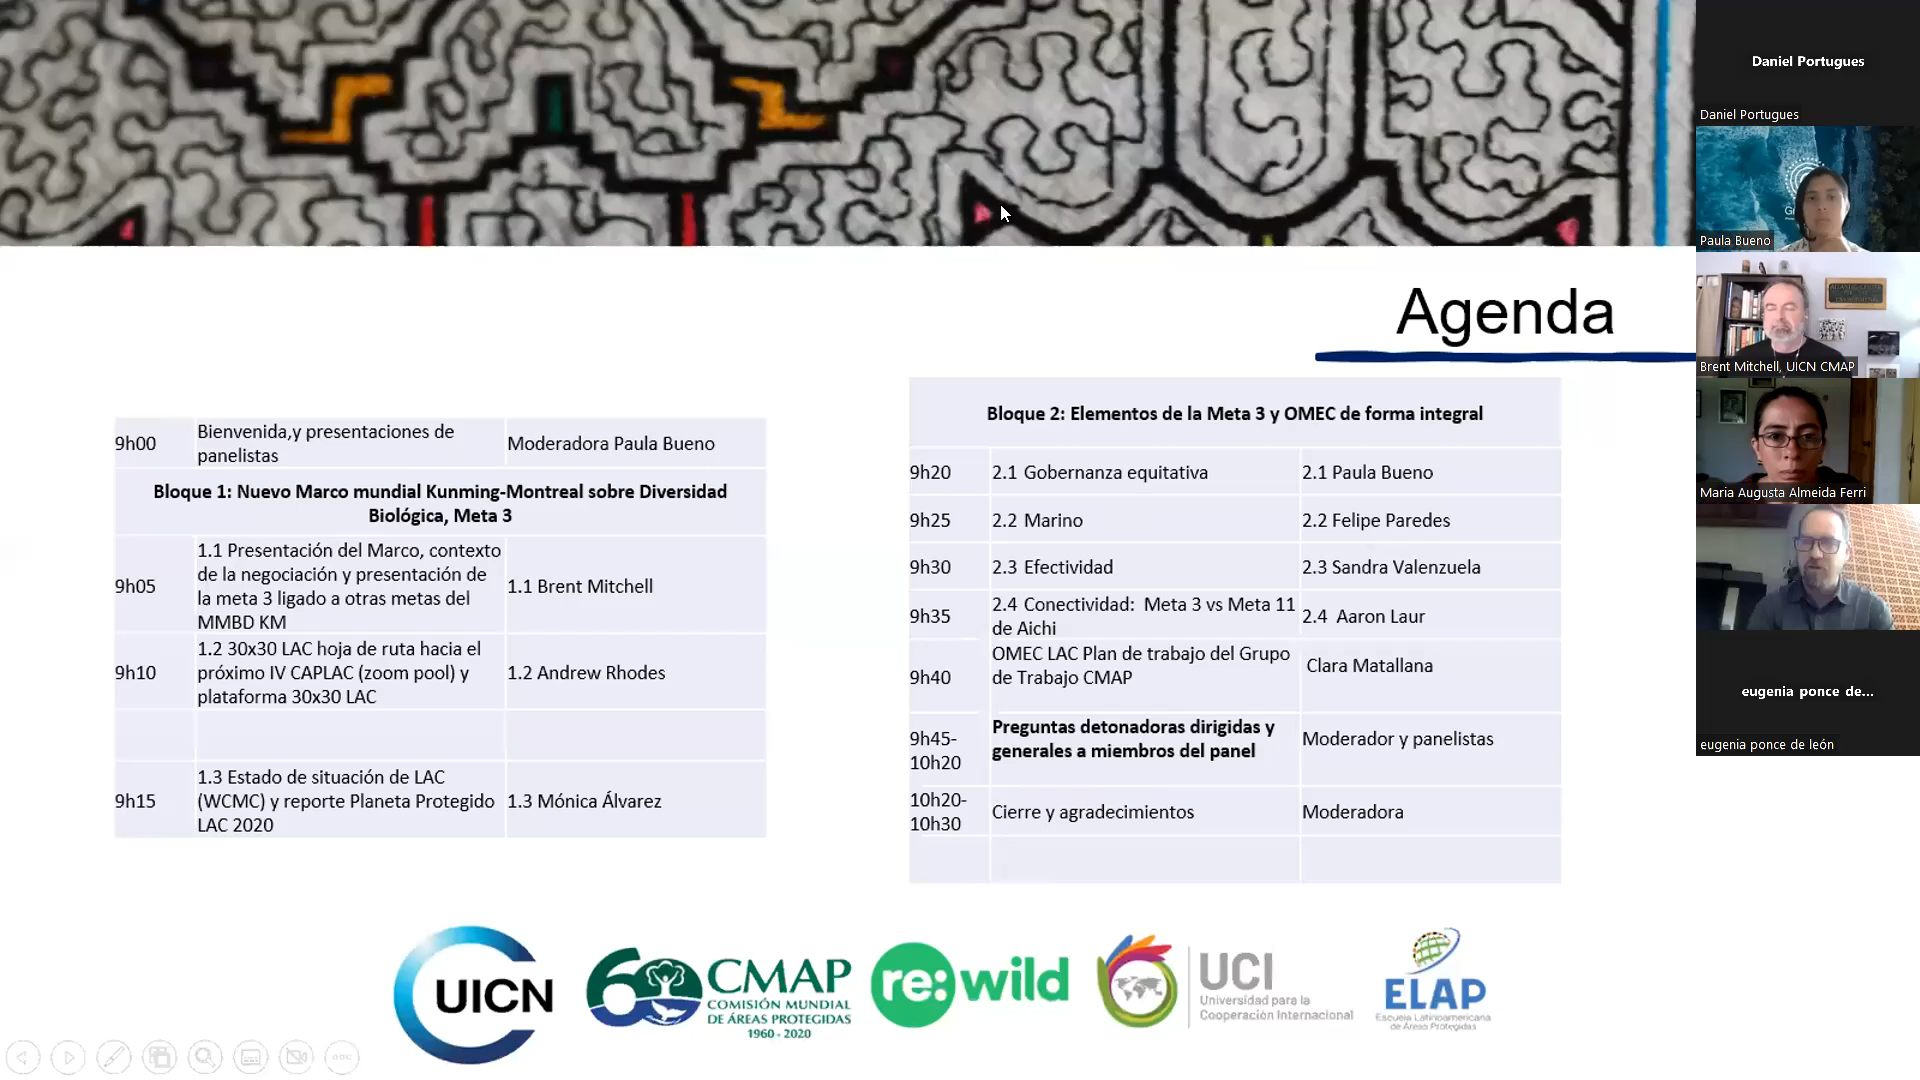 Agenda
9h00
Bienvenida,y presentaciones de
panelistas
Moderadora Paula Bueno
Bloque 1: Nuevo Marco mundial Kunming-Montreal sobre Diversidad
Biológica, Meta 3
9h05
1.1 Presentación del Marco, contexto
de la negociación y presentación de
la meta 3 ligado a otras metas del
MMBD KM
1.1 Brent Mitchell
9h10
1.2 30x30 LAC hoja de ruta hacia el
próximo IV CAPLAC (zoom pool) y
plataforma 30x30 LAC
1.2 Andrew Rhodes
9h15
1.3 Estado de situación de LAC
(WCMC) y reporte Planeta Protegido
LAC 2020
1.3 Mónica Álvarez
Bloque 2: Elementos de la Meta 3 y OMEC de forma integral
9h20
2.1 Gobernanza equitativa
2.1 Paula Bueno
9h25
2.2 Marino
2.2 Felipe Paredes
9h30
2.3 Efectividad
2.3 Sandra Valenzuela
9h35
2.4 Conectividad: Meta 3 vs Meta 11
de Aichi
2.4 Aaron Laur
9h40
OMEC LAC Plan de trabajo del Grupo
de Trabajo CMAP
Clara Matallana
9h45-
10h20
Preguntas detonadoras dirigidas y
generales a miembros del panel
Moderador y panelistas
10h20-
10h30
Cierre y agradecimientos
Moderadora
UICN
60
CMAP
COMISIÓN MUNDIAL
DE ÁREAS PROTEGIDAS
1960 - 2020
re:wild
UCI
Universidad para la
Cooperación Internacional
ELAP
Escuela Latinoamericana
de Áreas Protegidas
Daniel Portugues
Daniel Portugues
Paula Bueno
Brent Mitchell, UICN CMAP
Maria Augusta Almeida Ferri
eugenia ponce de...
eugenia ponce de león